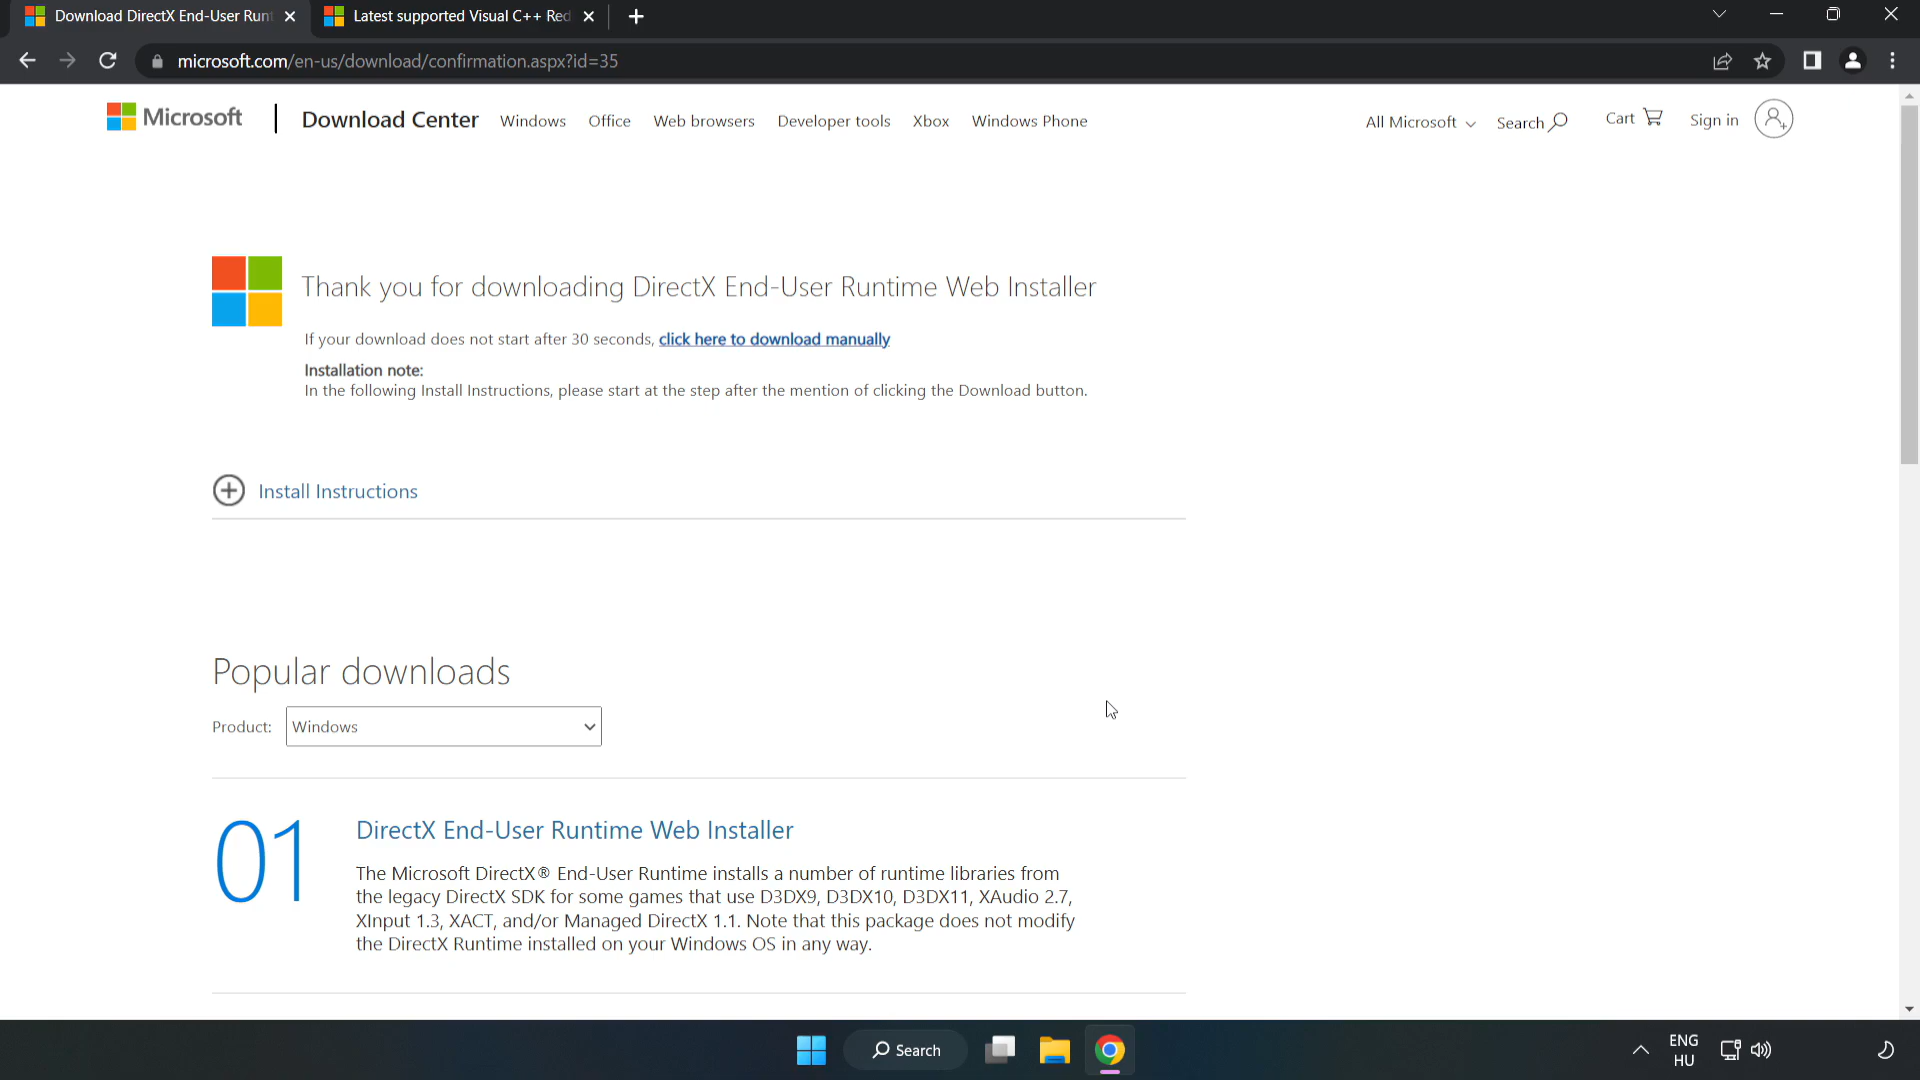 Download DirectX End-User Runt
Latest supported Visual C++ Red
microsoft.com/en-us/download/confirmation.aspx?id=35
Microsoft
Download Center
Windows
Office
Web browsers
Developer tools
Xbox
Windows Phone
All Microsoft
Search
Cart
Sign in
Thank you for downloading DirectX End-User Runtime Web Installer
If your download does not start after 30 seconds, click here to download manually
Installation note:
In the following Install Instructions, please start at the step after the mention of clicking the Download button.
Install Instructions
Popular downloads
Product:
Windows
01
DirectX End-User Runtime Web Installer
The Microsoft DirectX® End-User Runtime installs a number of runtime libraries from
the legacy DirectX SDK for some games that use D3DX9, D3DX10, D3DX11, XAudio 2.7,
XInput 1.3, XACT, and/or Managed DirectX 1.1. Note that this package does not modify
the DirectX Runtime installed on your Windows OS in any way.
Search
ENG
HU